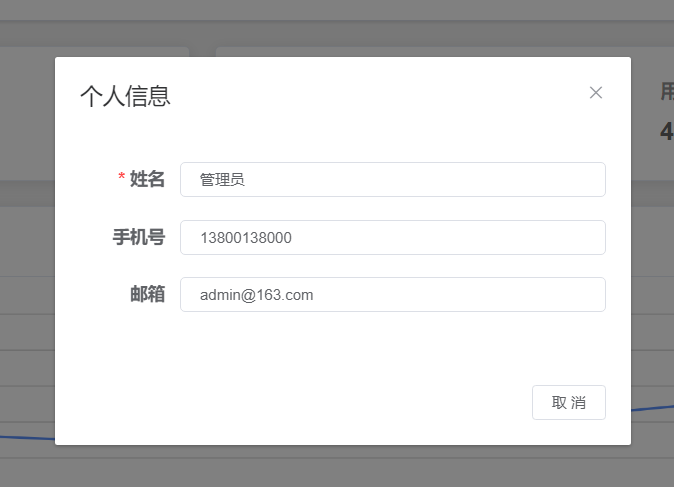 个人信息
* 姓名 管理员
手机号 13800138000
邮箱 admin@163.com
取 消